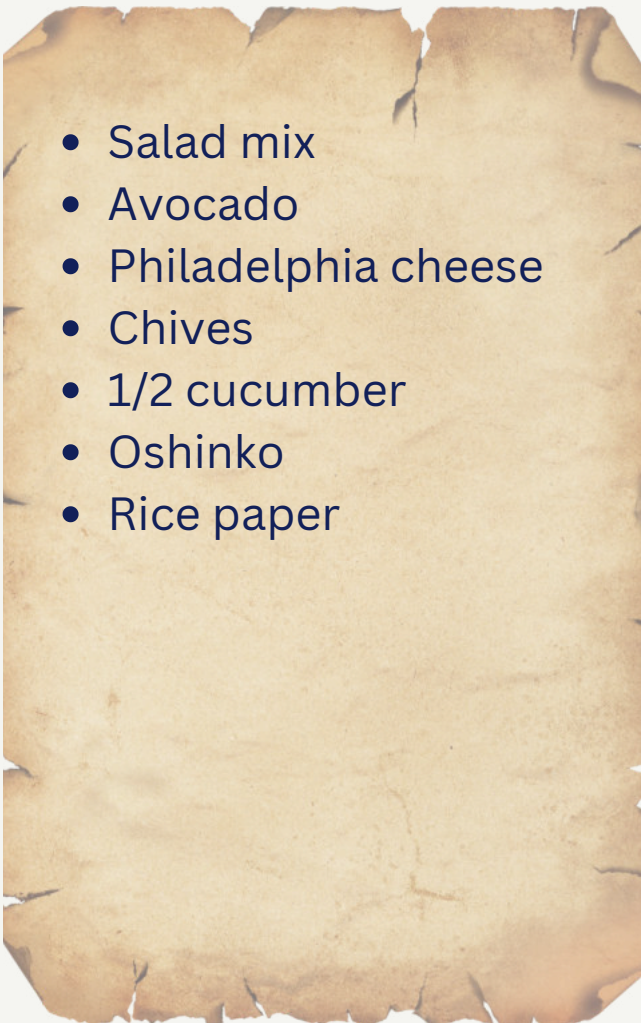 • Salad mix
• Avocado
• Philadelphia cheese
• Chives
• 1/2 cucumber
• Oshinko
• Rice paper